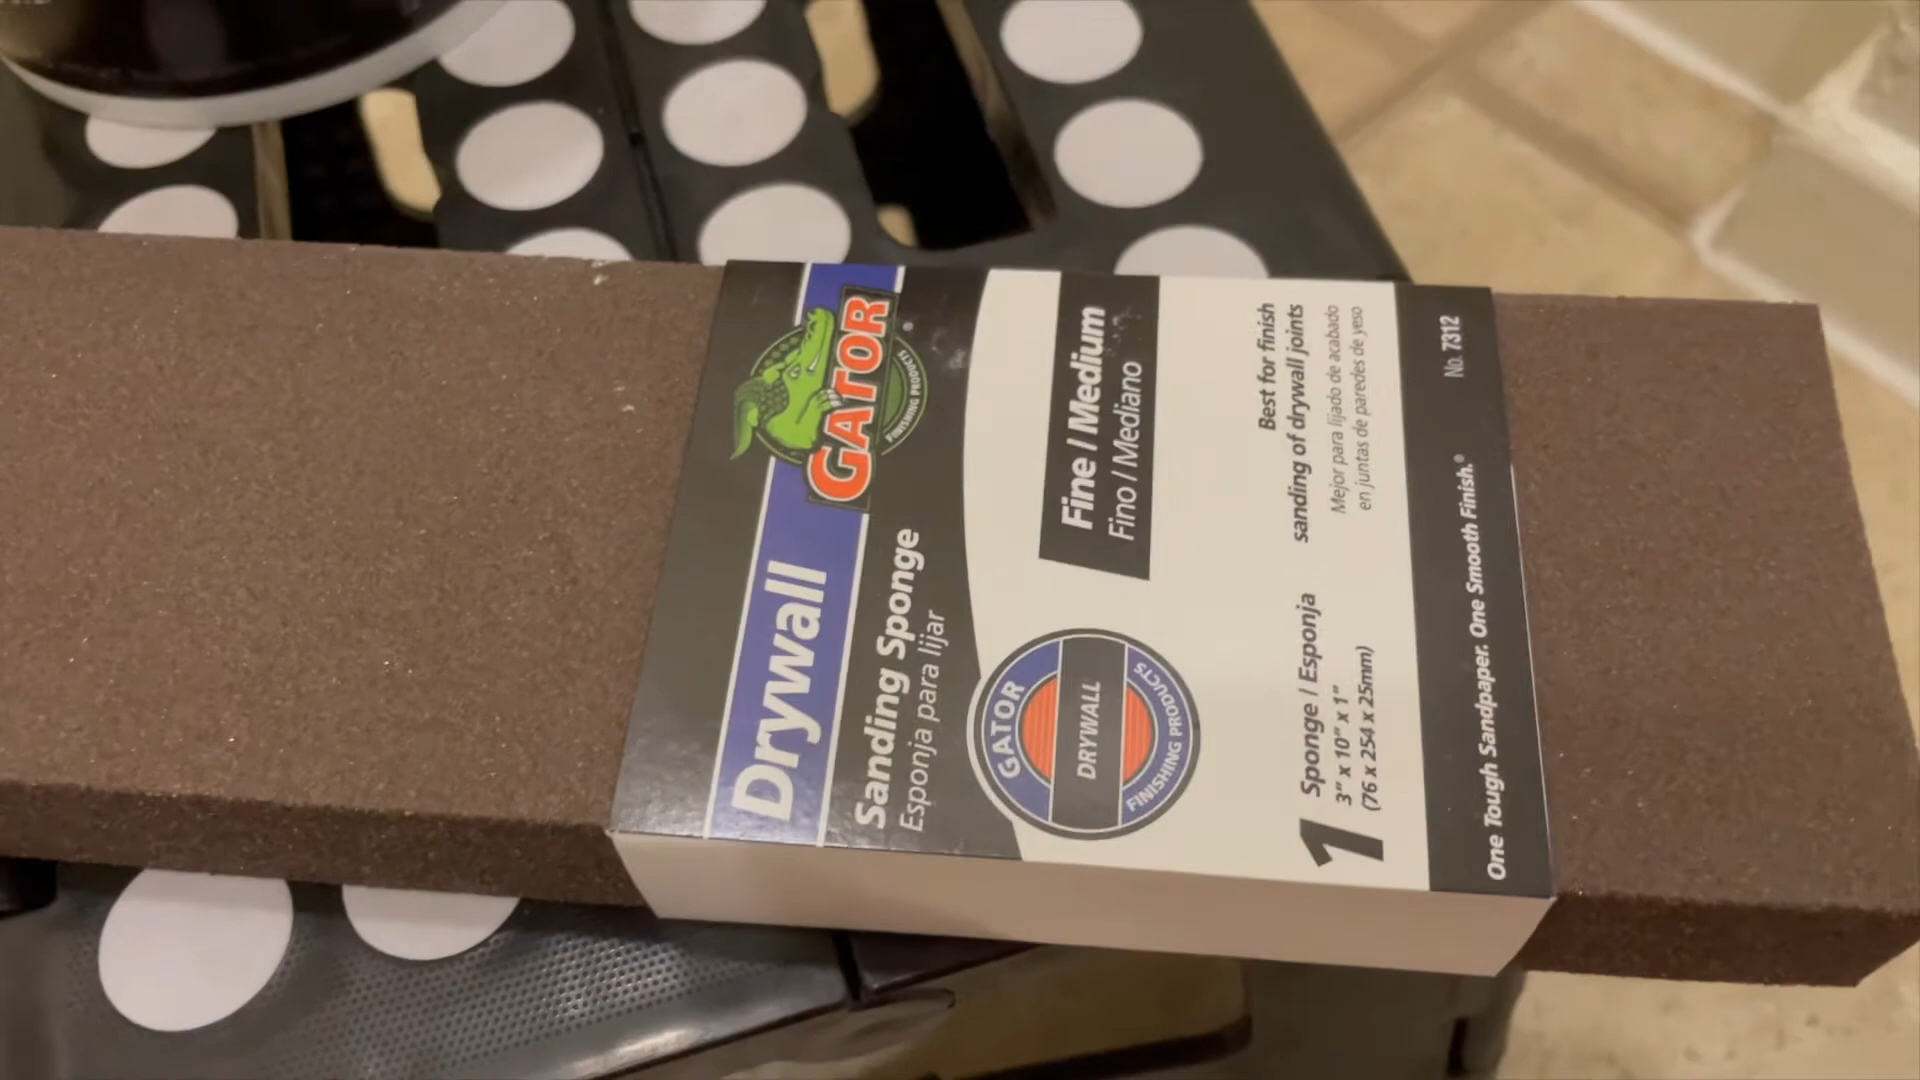 GATOR®
FINISHING PRODUCTS
Drywall
Sanding Sponge
Esponja para lijar
Fine / Medium
Fino / Mediano
GATOR
DRYWALL
FINISHING PRODUCTS
Best for finish
sanding of drywall joints
Mejor para lijado de acabado
en juntas de paredes de yeso
1 Sponge / Esponja
3" x 10" x 1"
(76 x 254 x 25mm)
One Tough Sandpaper. One Smooth Finish.®
No. 7312